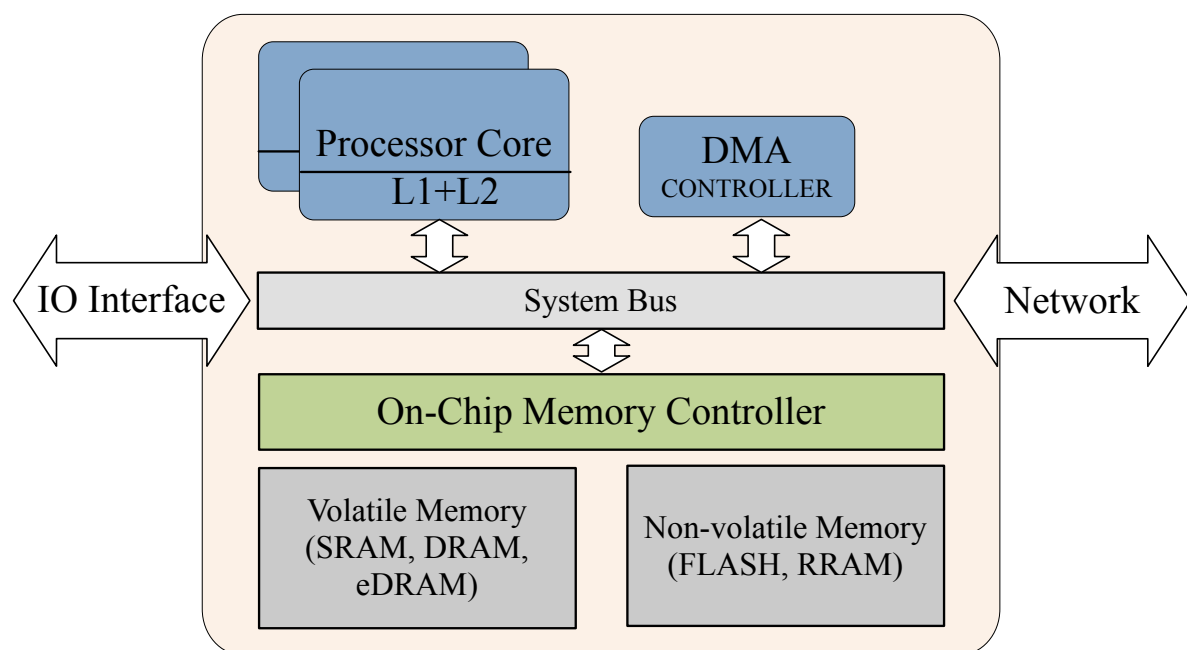 Processor Core
L1+L2
DMA
CONTROLLER
IO Interface
System Bus
Network
On-Chip Memory Controller
Volatile Memory
(SRAM, DRAM,
eDRAM)
Non-volatile Memory
(FLASH, RRAM)